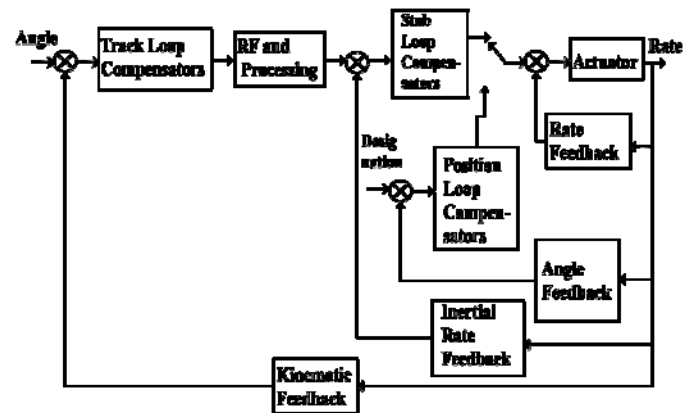 Angle
Track Loop
Compensators
RF and
Processing
Stab
Loop
Compen-
sators
Actuator
Rate
Rate
Feedback
Desig
nation
Position
Loop
Compen-
sators
Angle
Feedback
Inertial
Rate
Feedback
Kinematic
Feedback